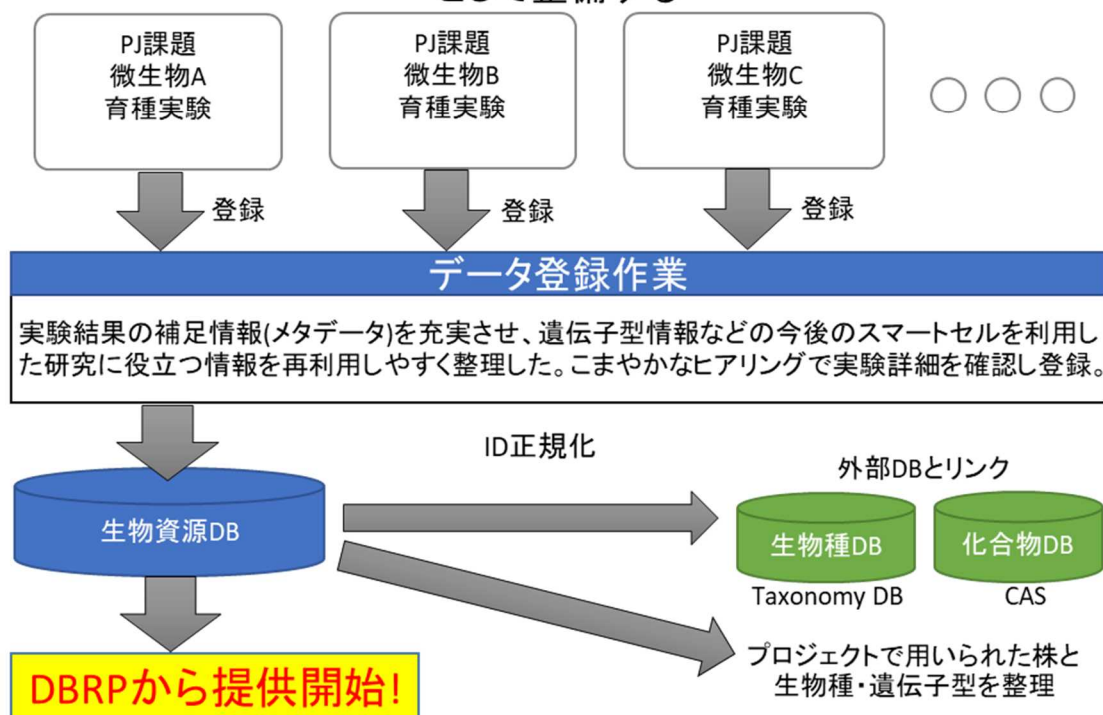 PJ課題
微生物A
育種実験
PJ課題
微生物B
育種実験
PJ課題
微生物C
育種実験
○○○
登録
登録
登録
データ登録作業
実験結果の補足情報(メタデータ)を充実させ、遺伝子型情報などの今後のスマートセルを利用し
た研究に役立つ情報を再利用しやすく整理した。こまやかなヒアリングで実験詳細を確認し登録。
ID正規化
外部DBとリンク
生物資源DB
生物種DB
化合物DB
Taxonomy DB
CAS
プロジェクトで用いられた株と
生物種・遺伝子型を整理
DBRPから提供開始!